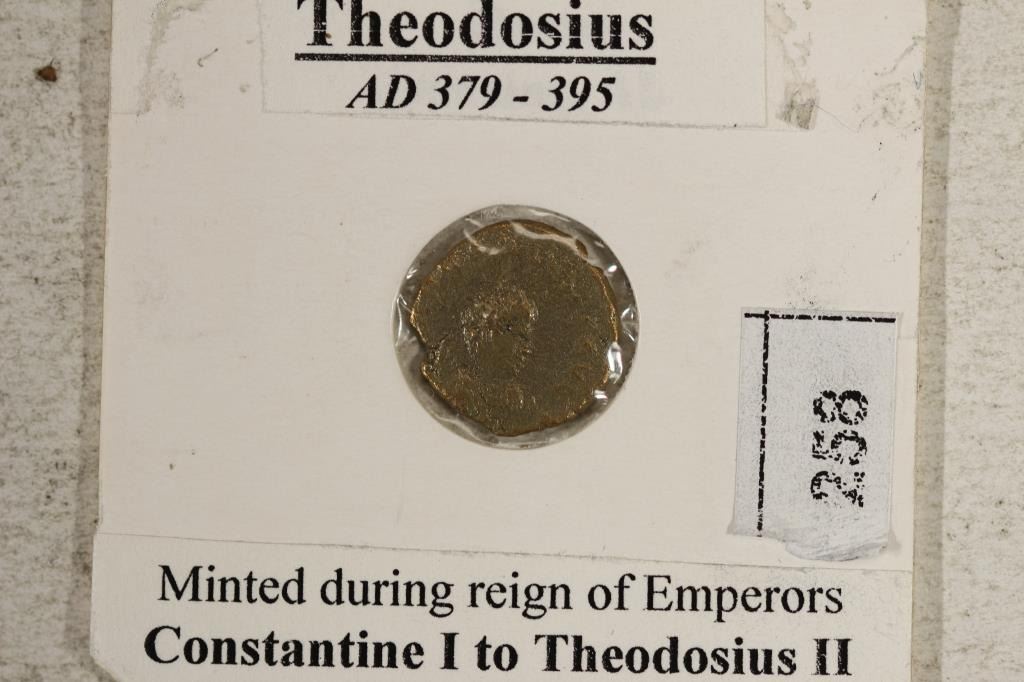 Theodosius
AD 379 - 395
258
Minted during reign of Emperors
Constantine I to Theodosius II